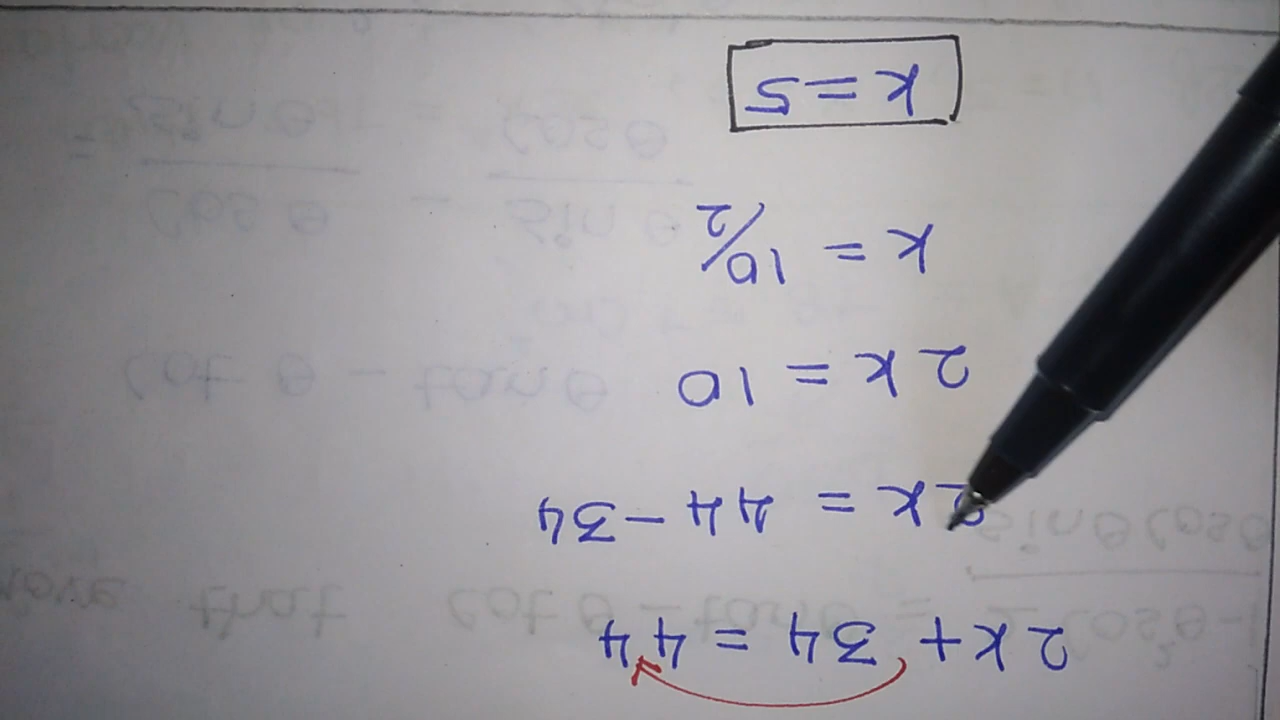 2k + 34 = 44
2k = 44 - 34
2k = 10
k = 10/2
k = 5